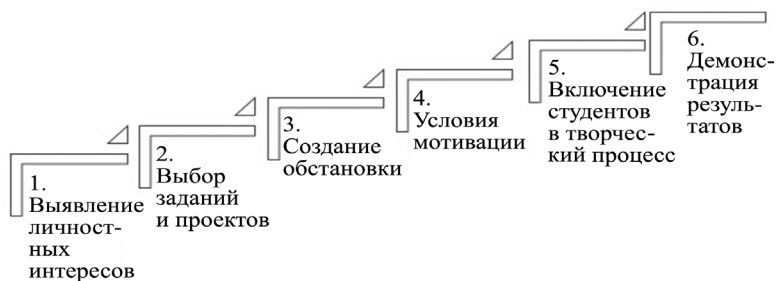 1.
Выявление
личност-
ных
интересов
2.
Выбор
заданий
и проектов
3.
Создание
обстановки
4.
Условия
мотивации
5.
Включение
студентов
в творчес-
кий процесс
6.
Демонс-
трация
резуль-
татов